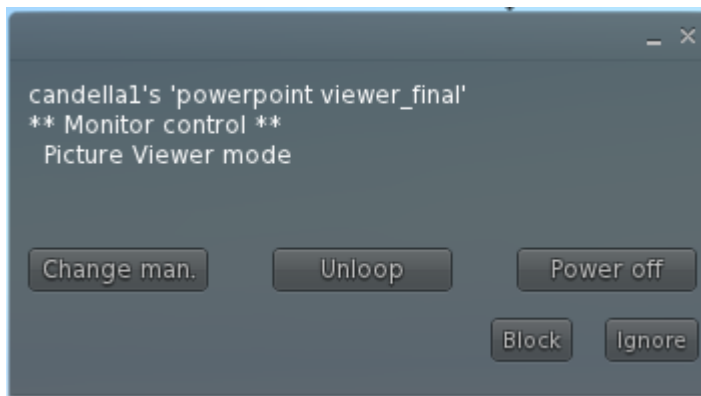 candella1's 'powerpoint viewer_final'
** Monitor control **
Picture Viewer mode
Change man. Unloop Power off
Block Ignore